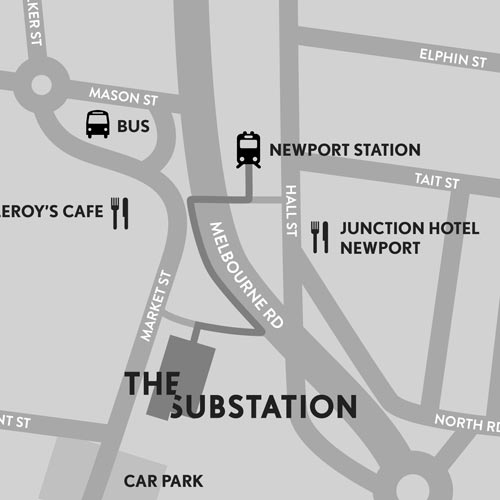 KER ST
ELPHIN ST
MASON ST
BUS
NEWPORT STATION
TAIT ST
EROY'S CAFE
HALL ST
JUNCTION HOTEL
NEWPORT
MELBOURNE RD
MARKET ST
THE
SUBSTATION
NT ST
NORTH RD
CAR PARK